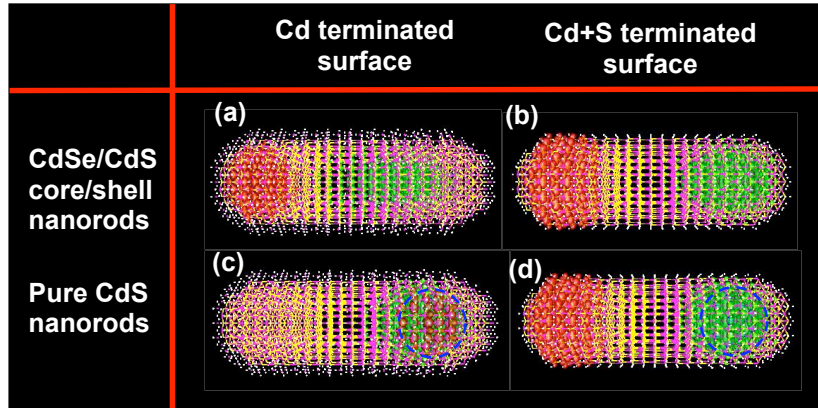 Cd terminated
surface
Cd+S terminated
surface
CdSe/CdS
core/shell
nanorods
(a)
(b)
Pure CdS
nanorods
(c)
(d)